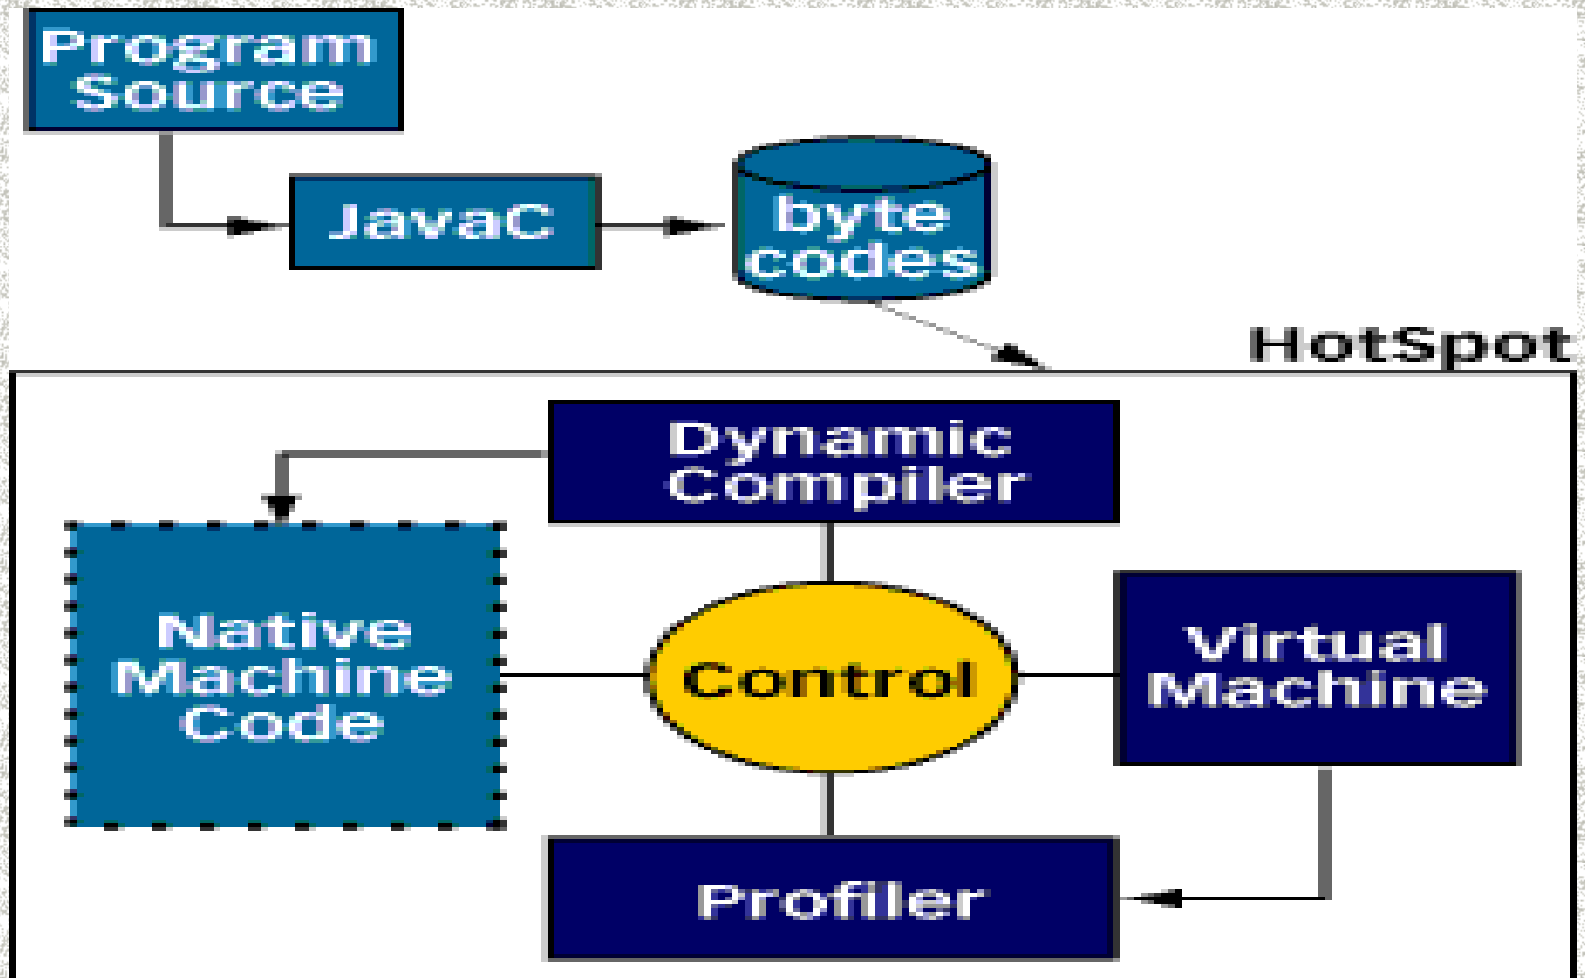 Program
Source
JavaC
byte
codes
HotSpot
Dynamic
Compiler
Native
Machine
Code
Control
Virtual
Machine
Profiler